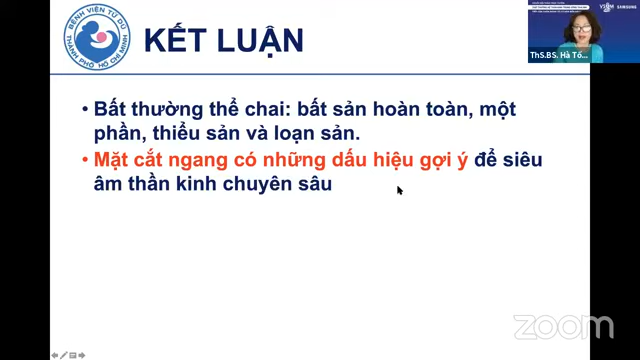 BỆNH VIỆN TỪ DŨ
THÀNH PHỐ HỒ CHÍ MINH
KẾT LUẬN
• Bất thường thể chai: bất sản hoàn toàn, một
phần, thiểu sản và loạn sản.
• Mặt cắt ngang có những dấu hiệu gợi ý để siêu
âm thần kinh chuyên sâu
SAMSUNG
ThS.BS. Hà Tố...
zoom